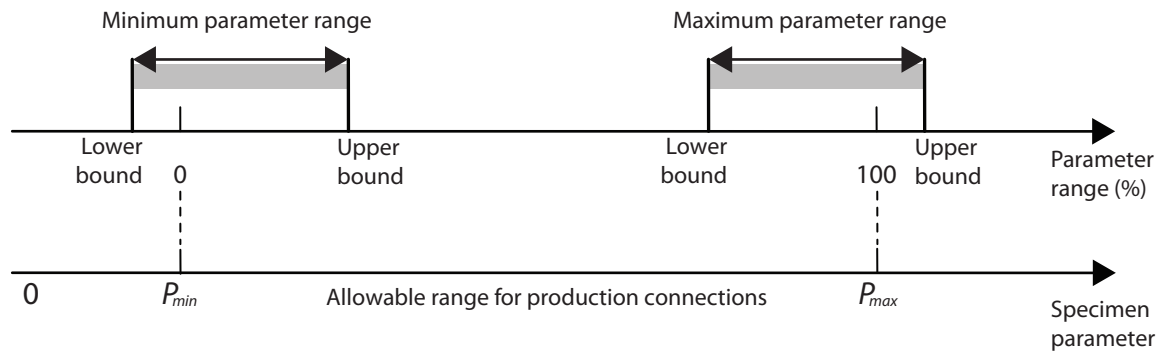 Minimum parameter range
Maximum parameter range
Lower
bound
0
Upper
bound
Lower
bound
100
Upper
bound
Parameter
range (%)
0
Pmin
Allowable range for production connections
Pmax
Specimen
parameter